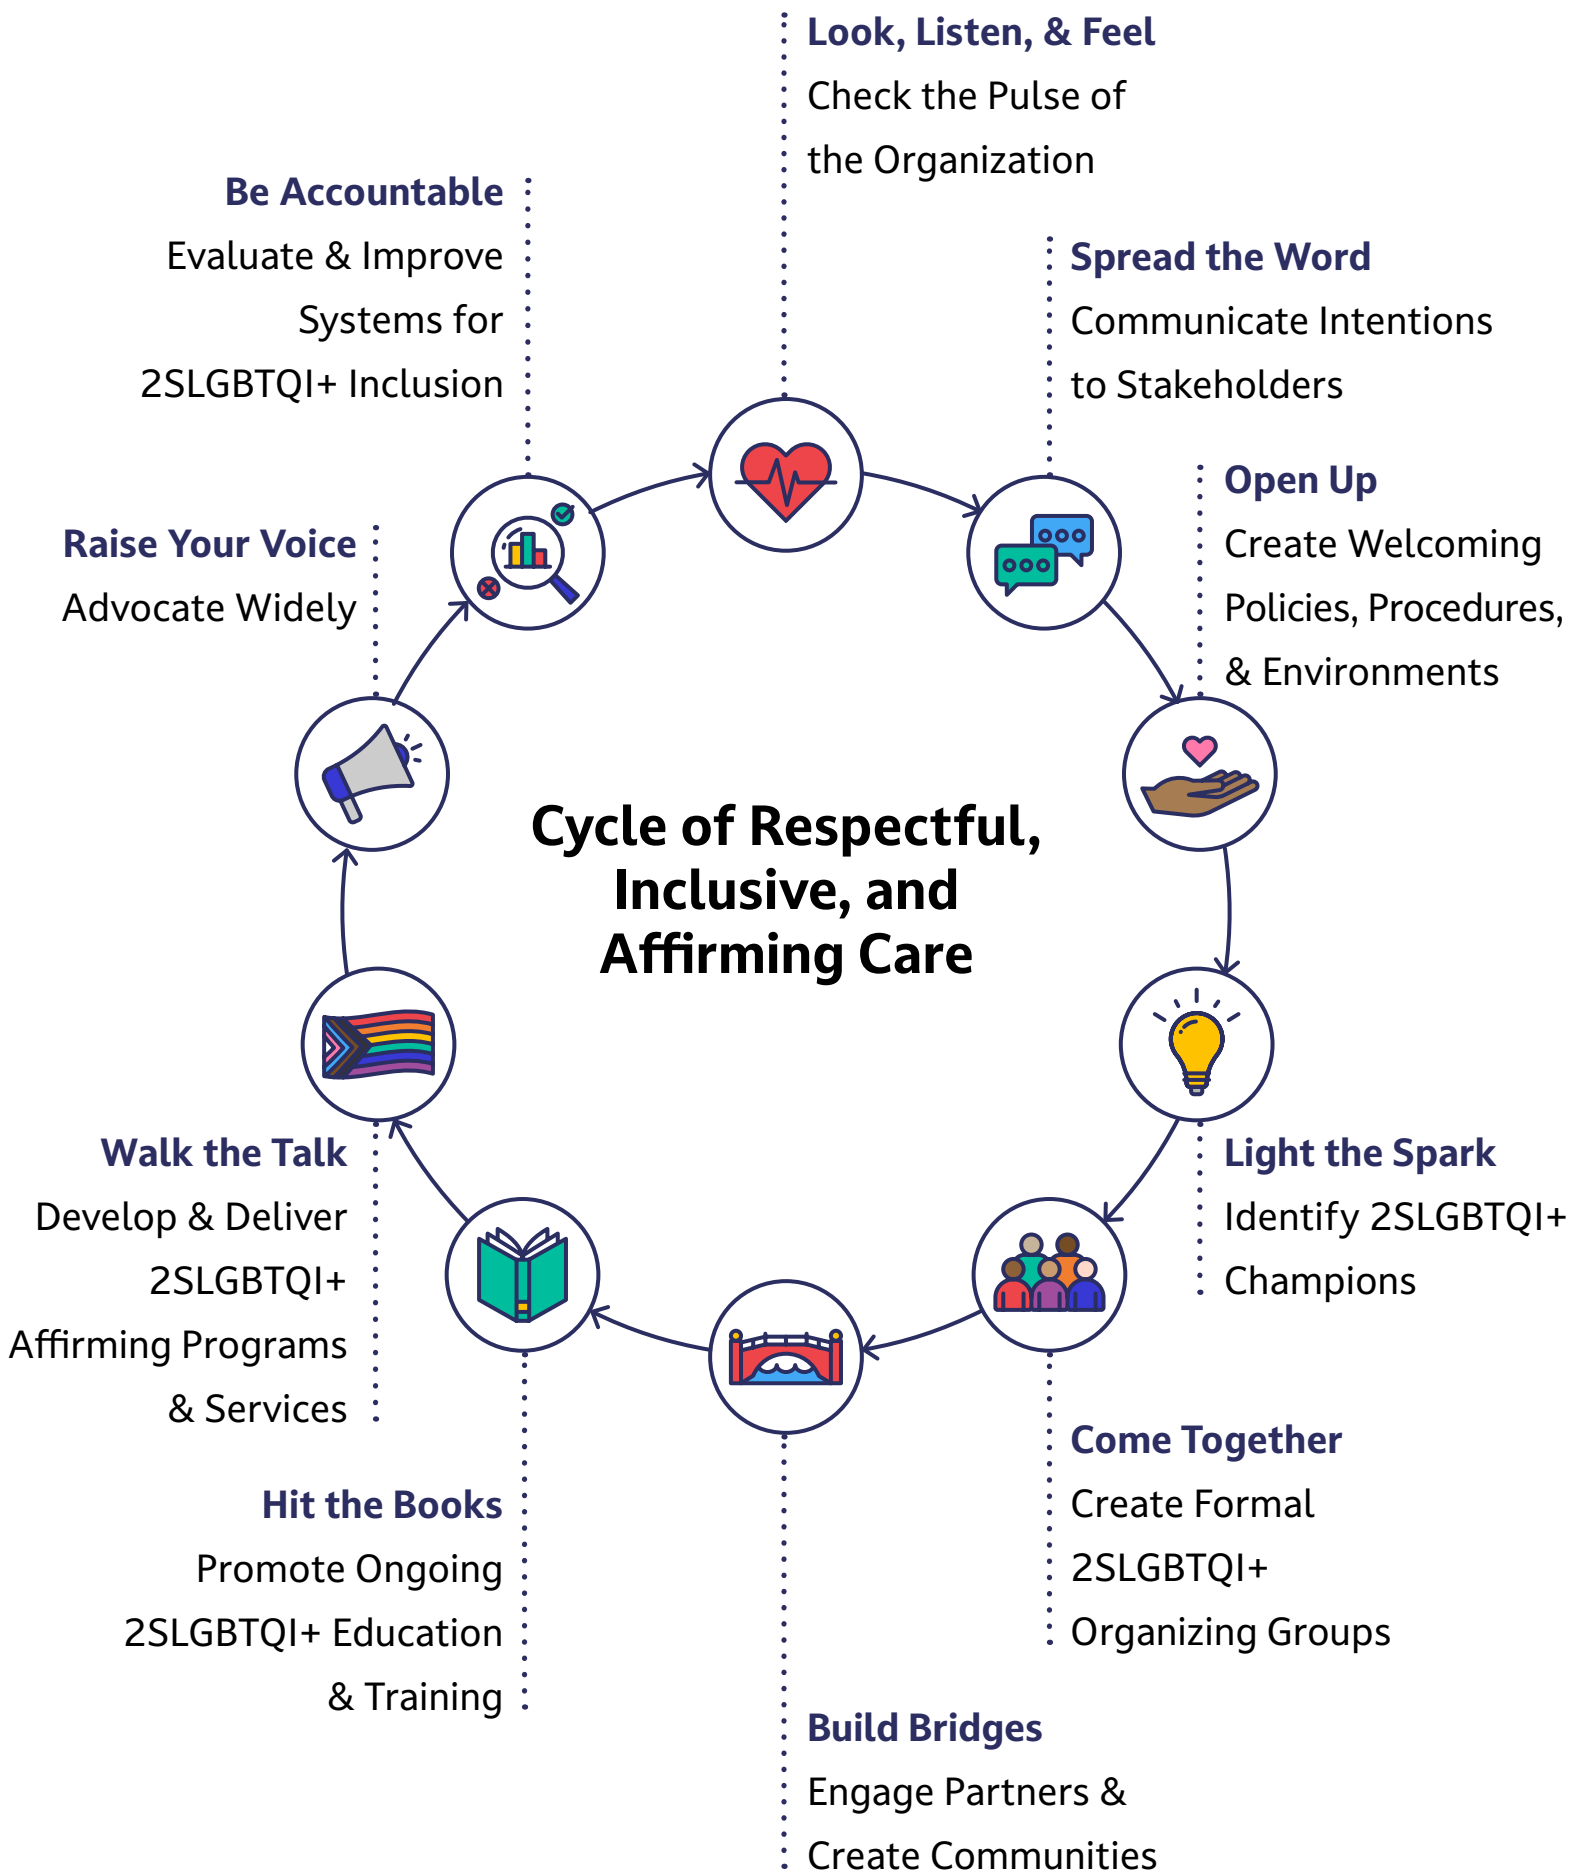 Look, Listen, & Feel
Check the Pulse of
the Organization
Spread the Word
Communicate Intentions
to Stakeholders
Open Up
Create Welcoming
Policies, Procedures,
& Environments
Light the Spark
Identify 2SLGBTQI+
Champions
Come Together
Create Formal
2SLGBTQI+
Organizing Groups
Build Bridges
Engage Partners &
Create Communities
Hit the Books
Promote Ongoing
2SLGBTQI+ Education
& Training
Walk the Talk
Develop & Deliver
2SLGBTQI+
Affirming Programs
& Services
Raise Your Voice
Advocate Widely
Be Accountable
Evaluate & Improve
Systems for
2SLGBTQI+ Inclusion
Cycle of Respectful,
Inclusive, and
Affirming Care